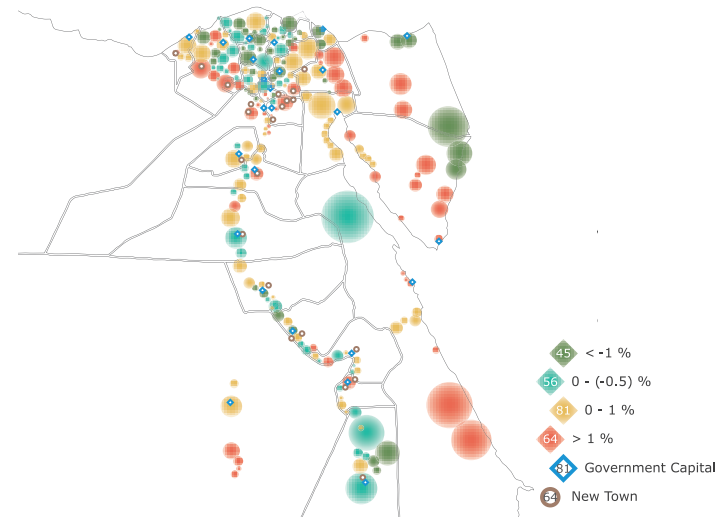 45 < -1 %
56 0 - (-0.5) %
81 0 - 1 %
64 > 1 %
81 Government Capital
64 New Town